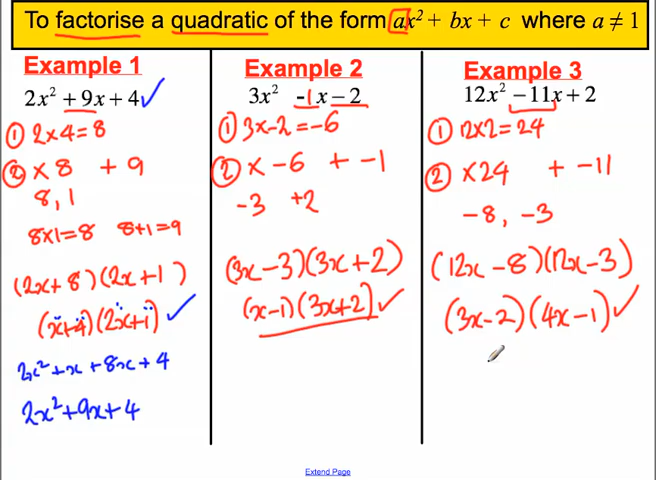 To factorise a quadratic of the form ax² + bx + c where a ≠ 1
Example 1
2x² + 9x + 4 ✓
① 2x4 = 8
② × 8 + 9
8, 1
8x1=8 8+1=9
(2x+8)(2x+1)
(x+4)(2x+1) ✓
2x² + x + 8x + 4
2x² + 9x + 4
Example 2
3x² -1x - 2
① 3x-2 = -6
② × -6 + -1
-3 +2
(3x-3)(3x+2)
(x-1)(3x+2) ✓
Example 3
12x² - 11x + 2
① 12x2 = 24
② ×24 + -11
-8, -3
(12x-8)(12x-3)
(3x-2)(4x-1) ✓
Extend Page